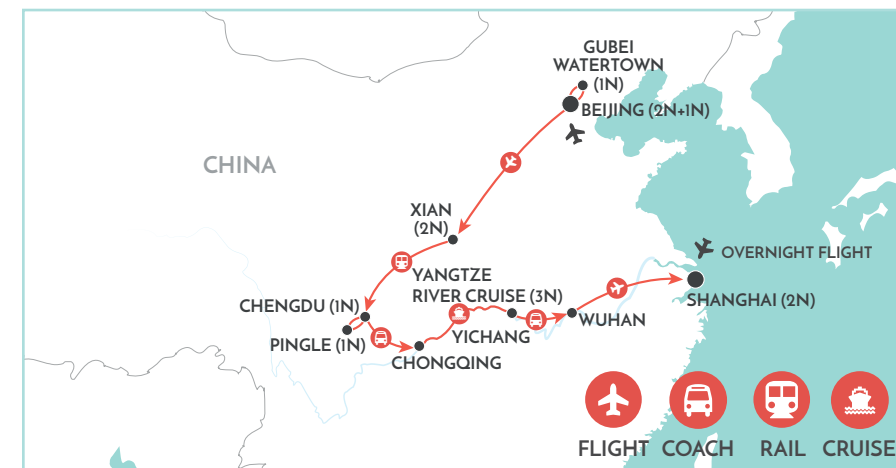 GUBEI
WATERTOWN
(1N)
BEIJING (2N+1N)
CHINA
XIAN
(2N)
OVERNIGHT FLIGHT
YANGTZE
RIVER CRUISE (3N)
CHENGDU (1N)
SHANGHAI (2N)
WUHAN
YICHANG
PINGLE (1N)
CHONGQING
FLIGHT COACH RAIL CRUISE